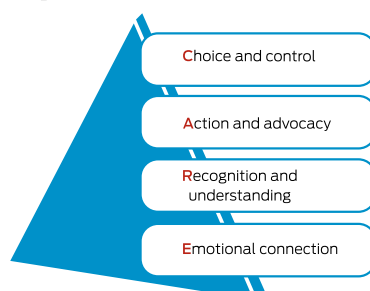 Choice and control
Action and advocacy
Recognition and
understanding
Emotional connection